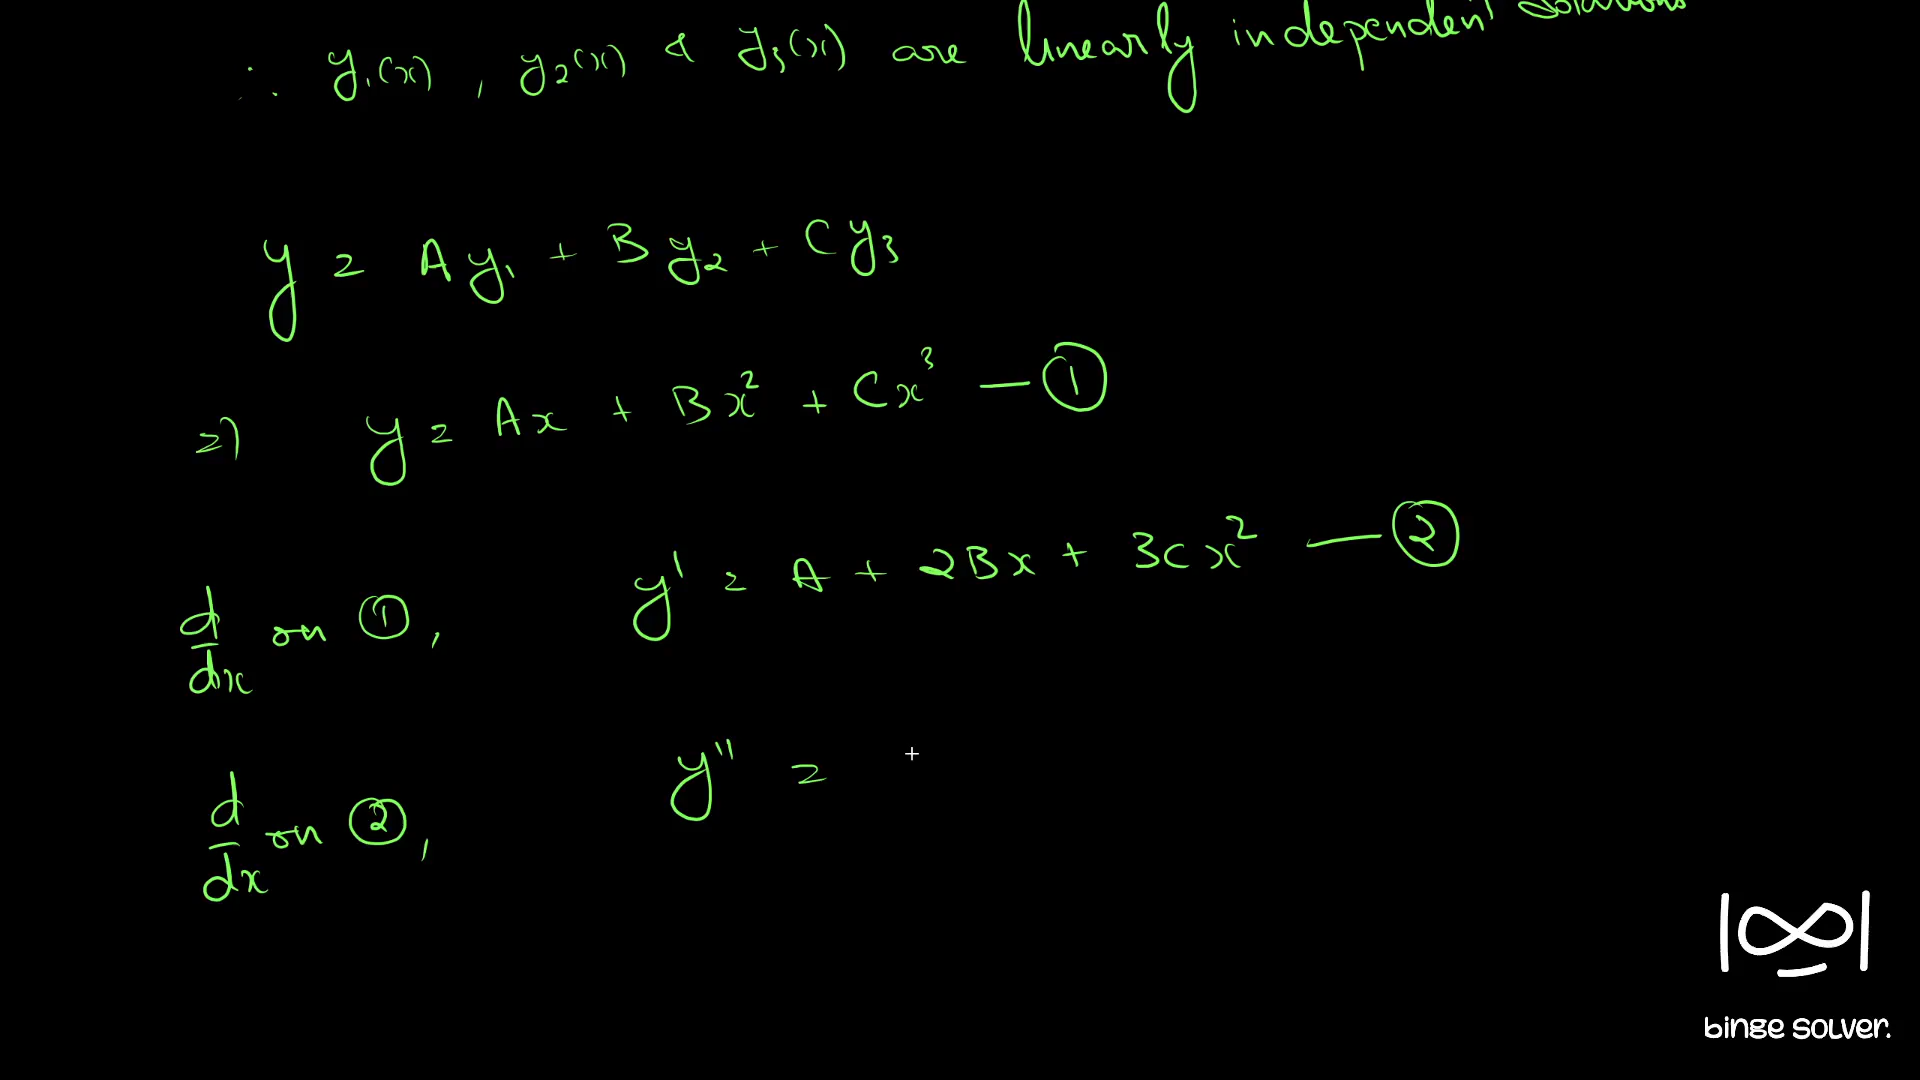 ∴ y₁(x) , y₂(x) & y₃(x) are linearly independent solutions
y = Ay₁ + By₂ + Cy₃
⇒ y = Ax + Bx² + Cx³ — ①
d/dx on ①, y' = A + 2Bx + 3Cx² — ②
d/dx on ②, y'' =
binge solver.